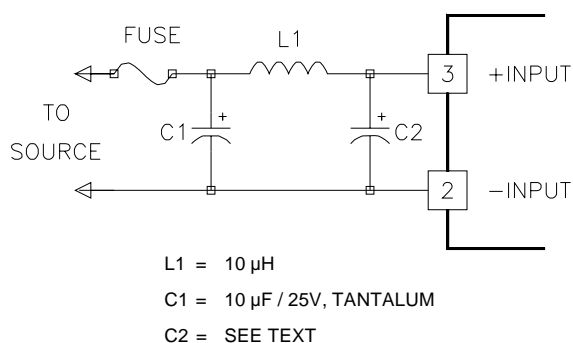 FUSE
L1
3
+INPUT
TO
SOURCE
C1
+
+
C2
2
-INPUT
L1 = 10 µH
C1 = 10 µF / 25V, TANTALUM
C2 = SEE TEXT